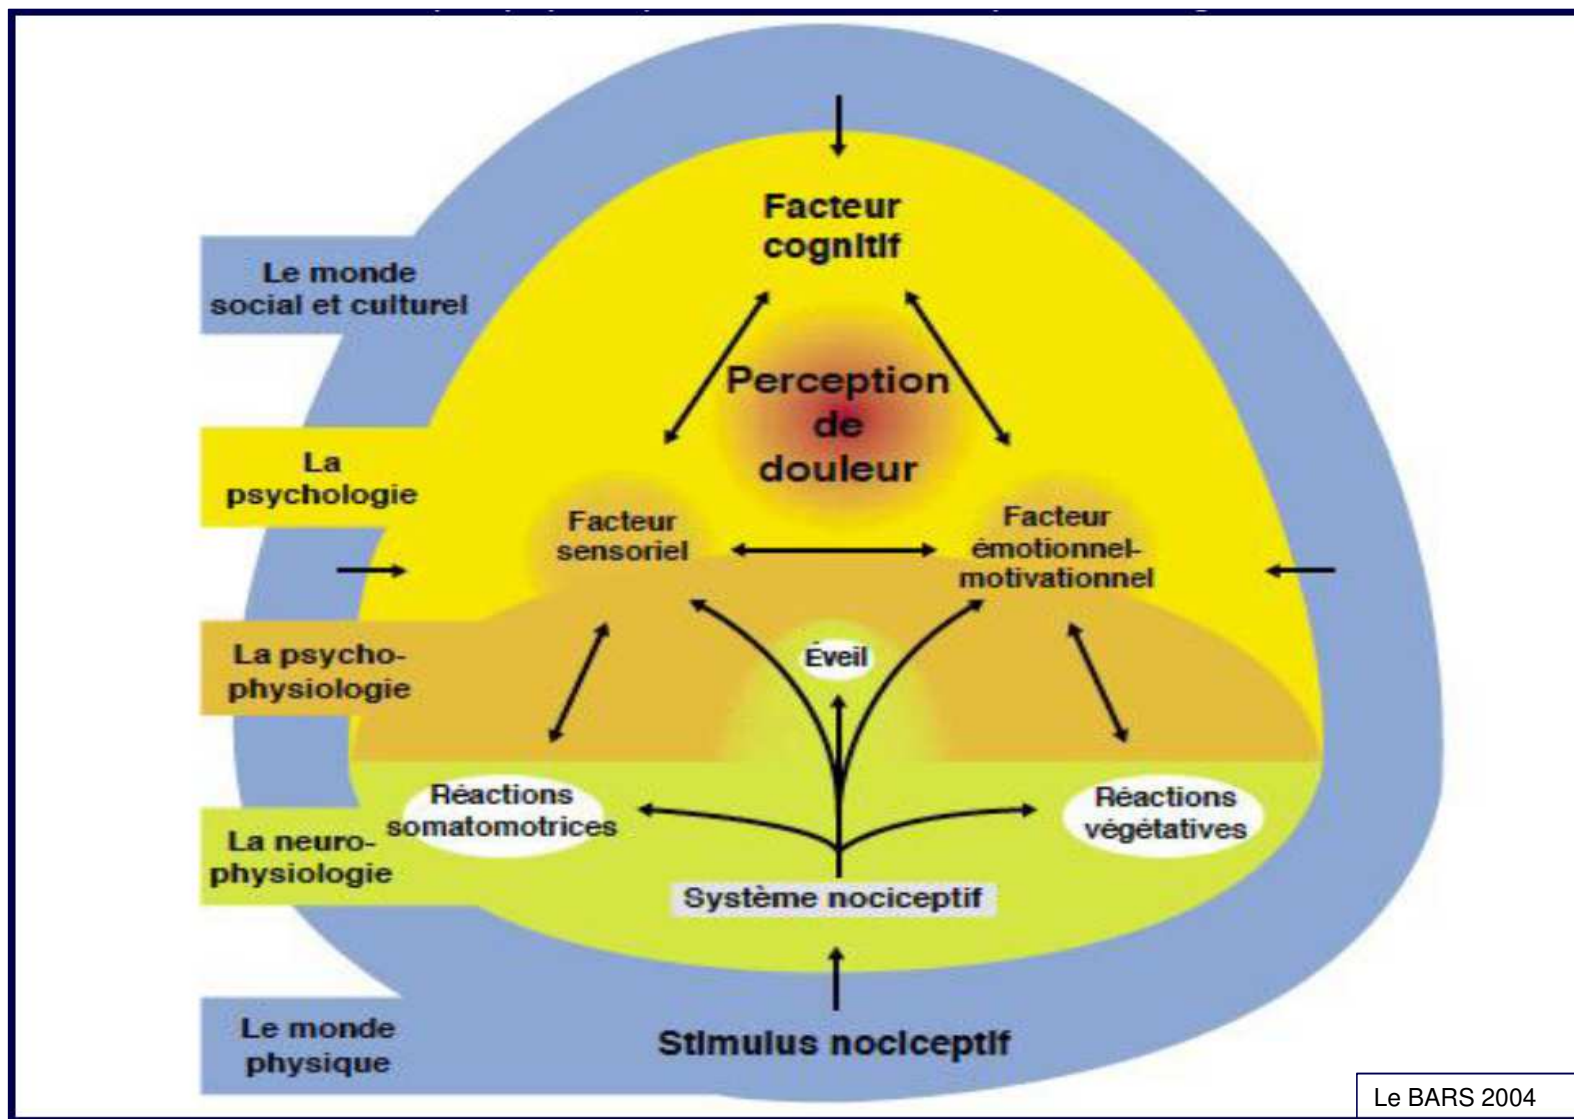 Facteur
cognitif
Le monde
social et culturel
Perception
de
douleur
La
psychologie
Facteur
sensoriel
Facteur
émotionnel-
motivationnel
La psycho-
physiologie
Éveil
Réactions
somatomotrices
Réactions
végétatives
La neuro-
physiologie
Système nociceptif
Le monde
physique
Stimulus nociceptif
Le BARS 2004